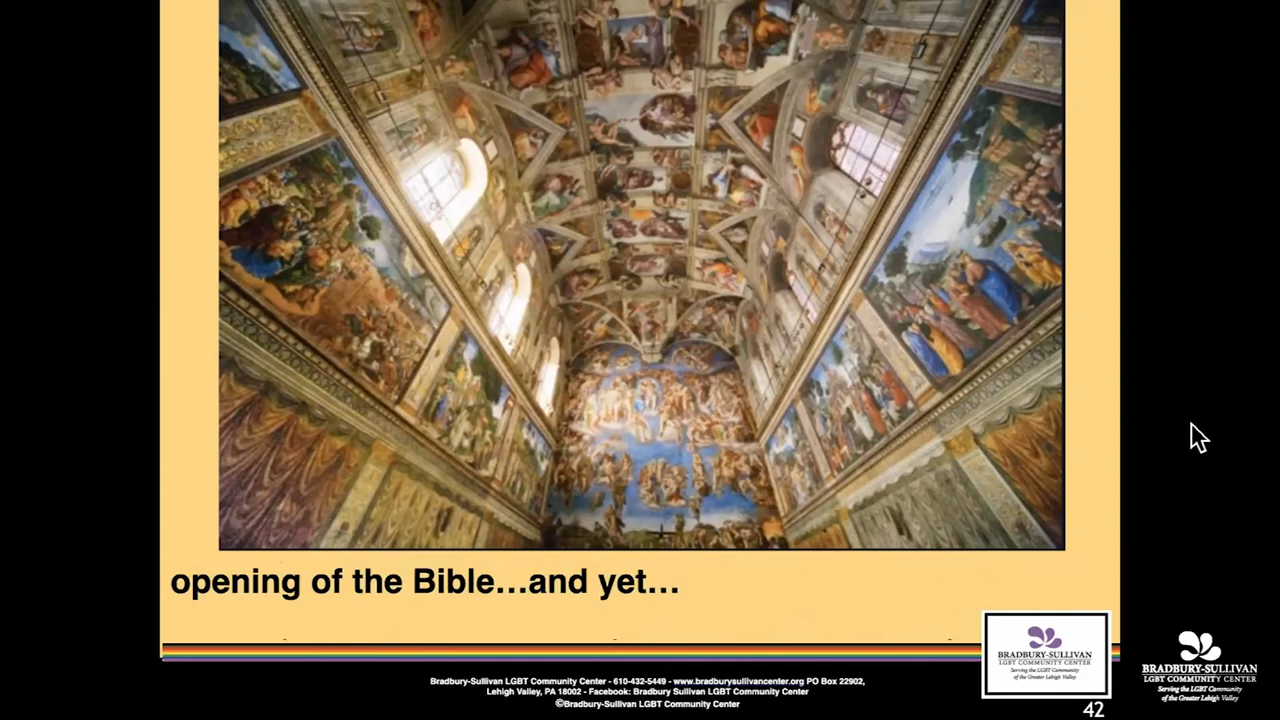 opening of the Bible...and yet...
BRADBURY-SULLIVAN
LGBT COMMUNITY CENTER
Serving the LGBT Community
of the Greater Lehigh Valley
BRADBURY-SULLIVAN
LGBT COMMUNITY CENTER
Serving the LGBT Community
of the Greater Lehigh Valley
Bradbury-Sullivan LGBT Community Center - 610-432-5449 - www.bradburysullivancenter.org PO Box 22902,
Lehigh Valley, PA 18002 - Facebook: Bradbury Sullivan LGBT Community Center
©Bradbury-Sullivan LGBT Community Center
42